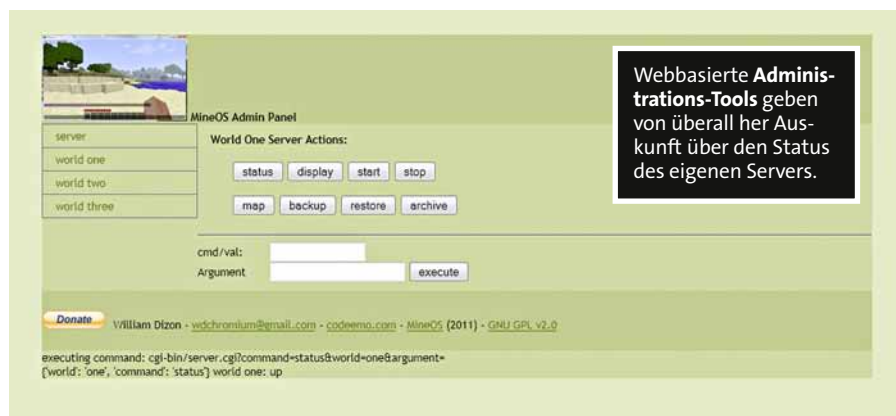 Webbasierte Adminis-
trations-Tools geben
von überall her Aus-
kunft über den Status
des eigenen Servers.
MineOS Admin Panel
server
world one
world two
world three
World One Server Actions:
status display start stop
map backup restore archive
cmd/val:
Argument execute
Donate William Dizon - wdchromium@gmail.com - codeemo.com - MineOS (2011) - GNU GPL v2.0
executing command: cgi-bin/server.cgi?command=status&world=one&argument=
{'world': 'one', 'command': 'status'} world one: up